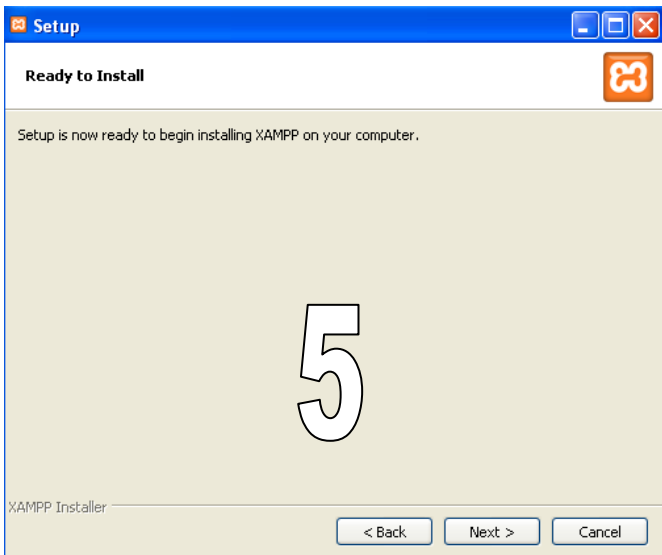 Setup
Ready to Install
Setup is now ready to begin installing XAMPP on your computer.
5
XAMPP Installer
< Back Next > Cancel